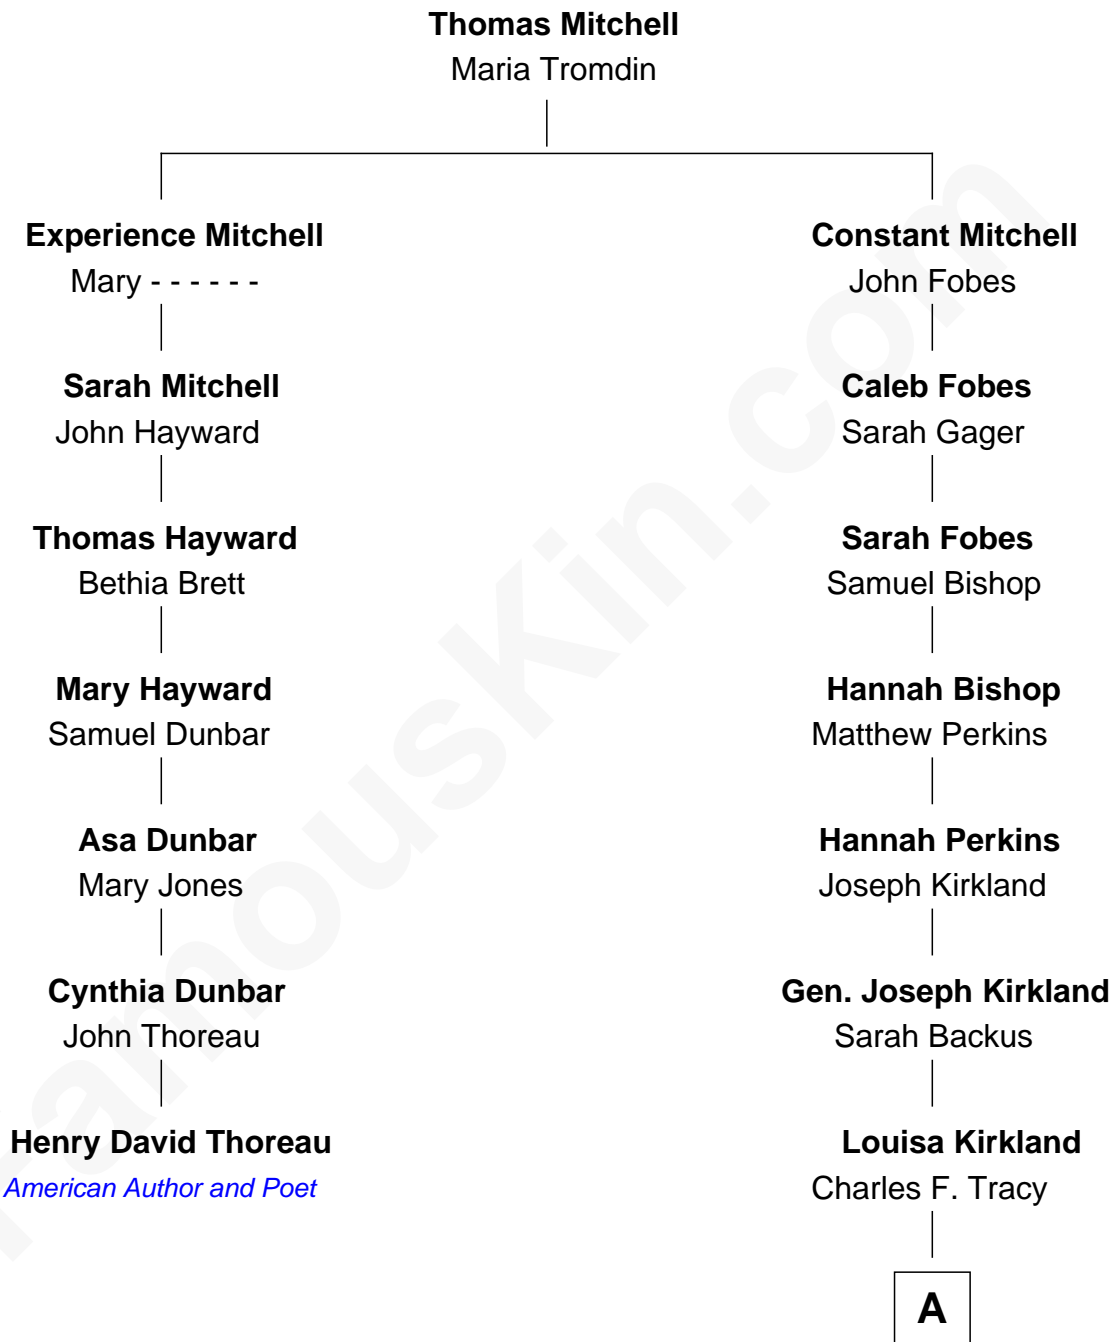 Thomas Mitchell
Maria Tromdin
Experience Mitchell
Mary - - - - - -
Constant Mitchell
John Fobes
Sarah Mitchell
John Hayward
Caleb Fobes
Sarah Gager
Thomas Hayward
Bethia Brett
Sarah Fobes
Samuel Bishop
Mary Hayward
Samuel Dunbar
Hannah Bishop
Matthew Perkins
Asa Dunbar
Mary Jones
Hannah Perkins
Joseph Kirkland
Cynthia Dunbar
John Thoreau
Gen. Joseph Kirkland
Sarah Backus
Henry David Thoreau
American Author and Poet
Louisa Kirkland
Charles F. Tracy
A
FamousKin.com